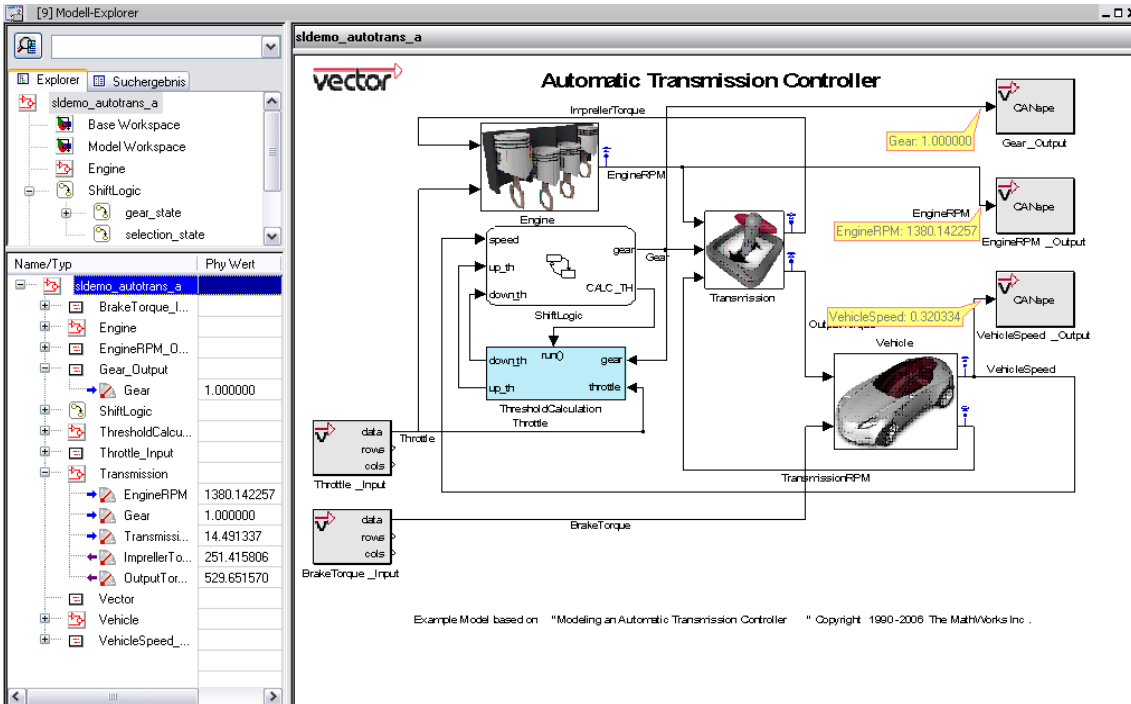 [9] Modell-Explorer
Explorer
Suchergebnis
sldemo_autotrans_a
Base Workspace
Model Workspace
Engine
ShiftLogic
gear_state
selection_state
Name/Typ Phy Wert
sldemo_autotrans_a
BrakeTorque_I...
Engine
EngineRPM_O...
Gear_Output
Gear 1.000000
ShiftLogic
ThresholdCalcu...
Throttle_Input
Transmission
EngineRPM 1380.142257
Gear 1.000000
Transmissi... 14.491337
ImprellerTo... 251.415806
OutputTor... 529.651570
Vector
Vehicle
VehicleSpeed_...
sldemo_autotrans_a
vector
Automatic Transmission Controller
ImprellerTorque
CANape
Gear: 1.000000
Gear _Output
EngineRPM
Engine
CANape
EngineRPM
EngineRPM: 1380.142257
EngineRPM _Output
speed
up_th
down_th
gear
Gear
CALC_TH
ShiftLogic
Transmission
CANape
VehicleSpeed: 0.320334
VehicleSpeed _Output
Vehicle
VehicleSpeed
down_th
run()
gear
up_th
throttle
ThresholdCalculation
Throttle
Throttle
data
rows
cols
Throttle _Input
TransmissionRPM
data
rows
cols
BrakeTorque
BrakeTorque _Input
Example Model based on "Modeling an Automatic Transmission Controller " Copyright 1990-2006 The MathWorks Inc .